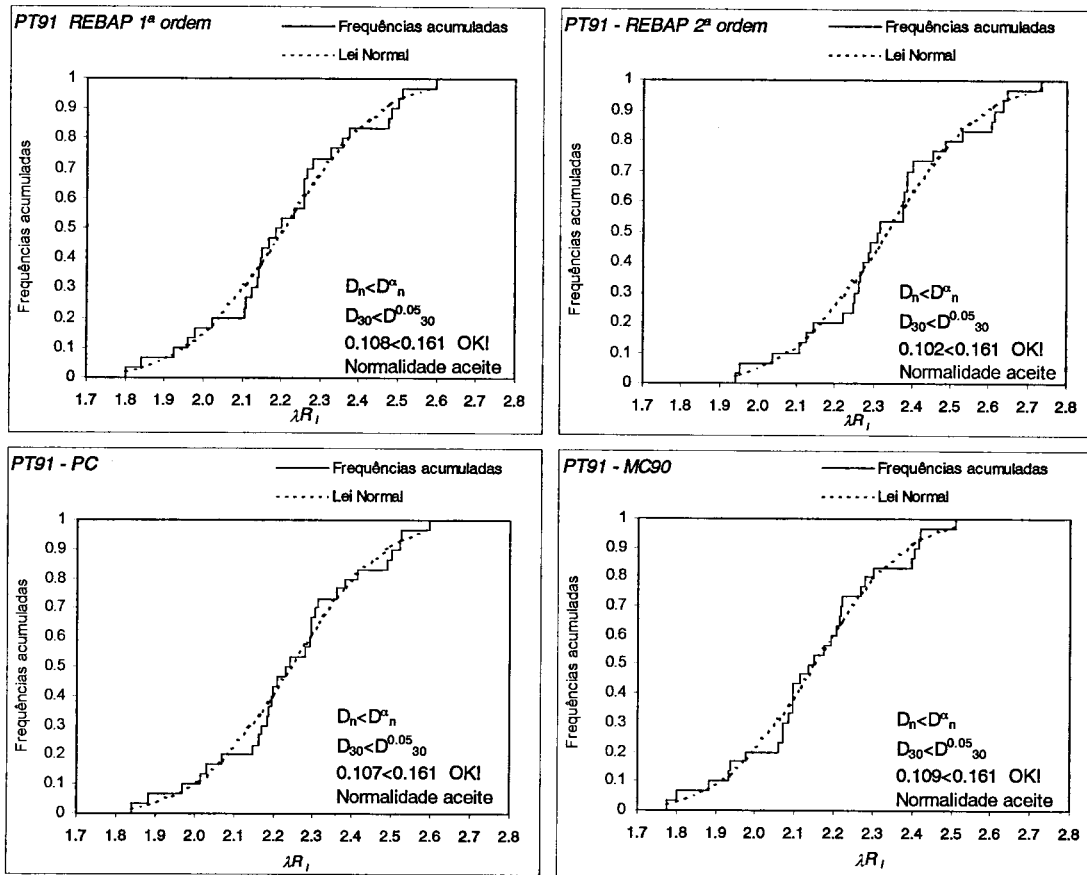 PT91 REBAP 1ª ordem
Frequências acumuladas
Lei Normal
Frequências acumuladas
1
0.9
0.8
0.7
0.6
0.5
0.4
0.3
0.2
0.1
0
Dn<Dαn
D30<D0.0530
0.108<0.161 OK!
Normalidade aceite
1.7 1.8 1.9 2.0 2.1 2.2 2.3 2.4 2.5 2.6 2.7 2.8
λRI
PT91 - REBAP 2ª ordem
Frequências acumuladas
Lei Normal
Frequências acumuladas
1
0.9
0.8
0.7
0.6
0.5
0.4
0.3
0.2
0.1
0
Dn<Dαn
D30<D0.0530
0.102<0.161 OK!
Normalidade aceite
1.7 1.8 1.9 2.0 2.1 2.2 2.3 2.4 2.5 2.6 2.7 2.8
λRI
PT91 - PC
Frequências acumuladas
Lei Normal
Frequências acumuladas
1
0.9
0.8
0.7
0.6
0.5
0.4
0.3
0.2
0.1
0
Dn<Dαn
D30<D0.0530
0.107<0.161 OK!
Normalidade aceite
1.7 1.8 1.9 2.0 2.1 2.2 2.3 2.4 2.5 2.6 2.7 2.8
λRI
PT91 - MC90
Frequências acumuladas
Lei Normal
Frequências acumuladas
1
0.9
0.8
0.7
0.6
0.5
0.4
0.3
0.2
0.1
0
Dn<Dαn
D30<D0.0530
0.109<0.161 OK!
Normalidade aceite
1.7 1.8 1.9 2.0 2.1 2.2 2.3 2.4 2.5 2.6 2.7 2.8
λRI